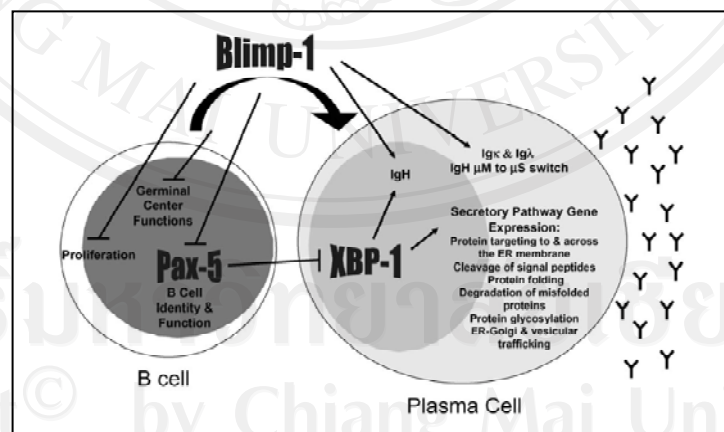 Blimp-1
Germinal
Center
Functions
Proliferation
Pax-5
B Cell
Identity &
Function
B cell
IgH
Igκ & Igλ
IgH μM to μS switch
XBP-1
Secretory Pathway Gene
Expression:
Protein targeting to & across
the ER membrane
Cleavage of signal peptides
Protein folding
Degradation of misfolded
proteins
Protein glycosylation
ER-Golgi & vesicular
trafficking
Plasma Cell
Y Y Y Y Y Y Y Y Y Y Y Y Y Y Y Y
G MAI UNIVERSIT
© by Chiang Mai Un